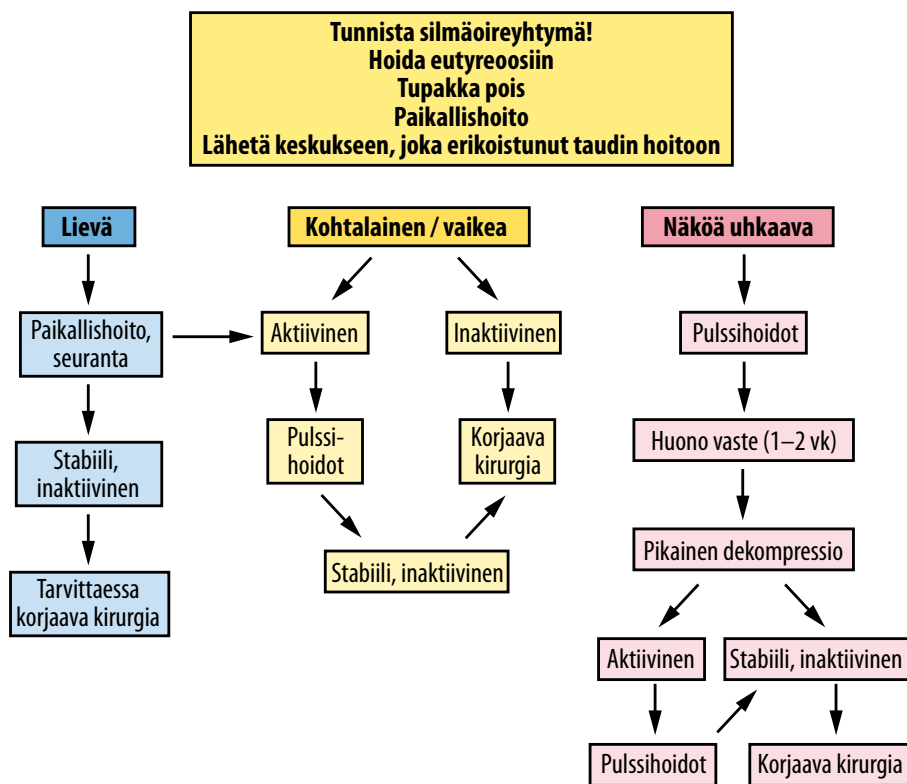 Tunnista silmäoireyhtymä!
Hoida eutyreoosiin
Tupakka pois
Paikallishoito
Lähetä keskukseen, joka erikoistunut taudin hoitoon
Lievä
Paikallishoito,
seuranta
Stabiili,
inaktiivinen
Tarvittaessa
korjaava kirurgia
Kohtalainen / vaikea
Aktiivinen
Inaktiivinen
Pulssi-
hoidot
Korjaava
kirurgia
Stabiili, inaktiivinen
Näköä uhkaava
Pulssihoidot
Huono vaste (1–2 vk)
Pikainen dekompressio
Aktiivinen
Stabiili, inaktiivinen
Pulssihoidot
Korjaava kirurgia